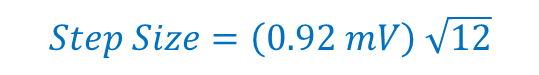 Step Size = (0.92 mV) √12